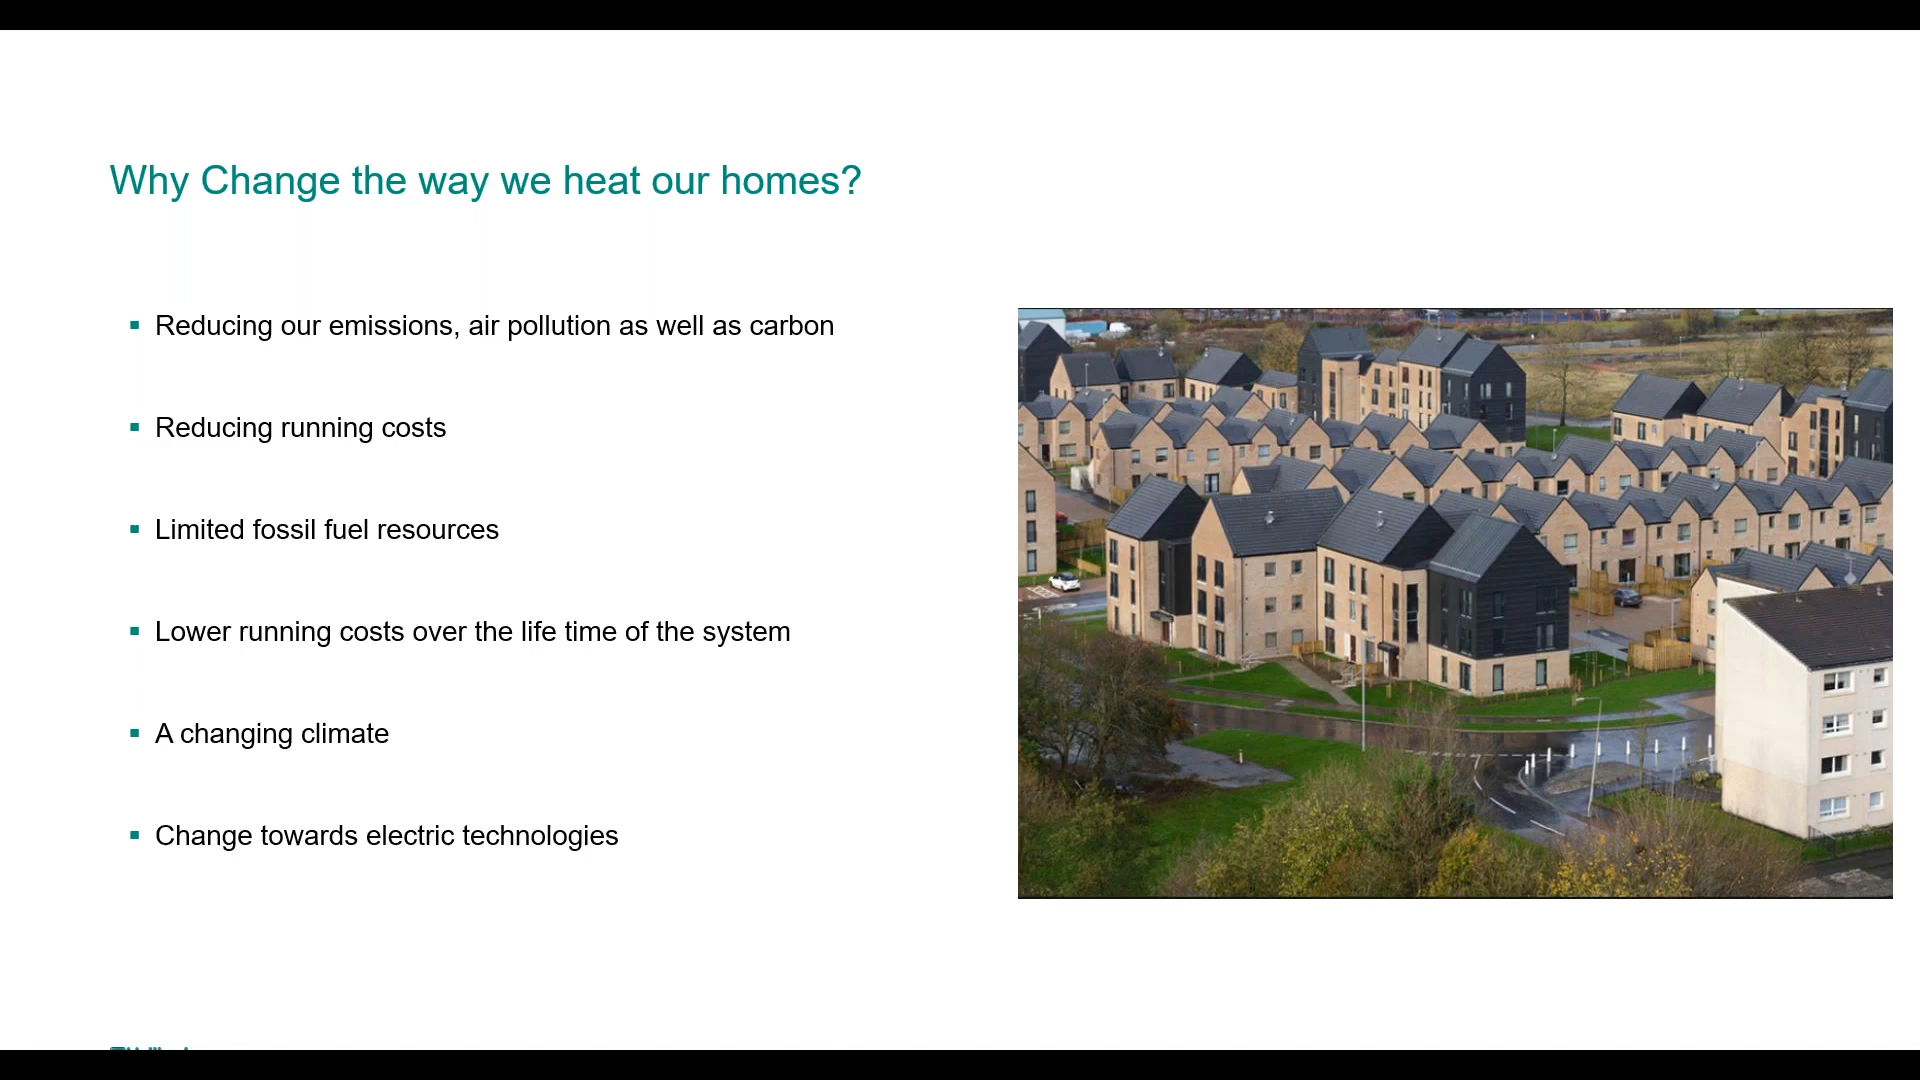 Why Change the way we heat our homes?
Reducing our emissions, air pollution as well as carbon
Reducing running costs
Limited fossil fuel resources
Lower running costs over the life time of the system
A changing climate
Change towards electric technologies